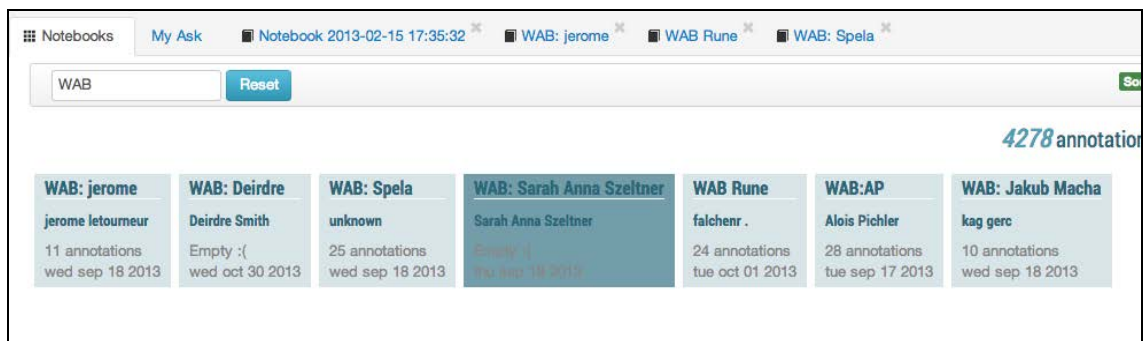 Notebooks My Ask Notebook 2013-02-15 17:35:32 WAB: jerome WAB Rune WAB: Spela
WAB Reset
4278 annotation
WAB: jerome
jerome letourneur
11 annotations
wed sep 18 2013
WAB: Deirdre
Deirdre Smith
Empty :(
wed oct 30 2013
WAB: Spela
unknown
25 annotations
wed sep 18 2013
WAB: Sarah Anna Szeltner
Sarah Anna Szeltner
Empty :(
thu sep 19 2013
WAB Rune
falchenr .
24 annotations
tue oct 01 2013
WAB:AP
Alois Pichler
28 annotations
tue sep 17 2013
WAB: Jakub Macha
kag gerc
10 annotations
wed sep 18 2013